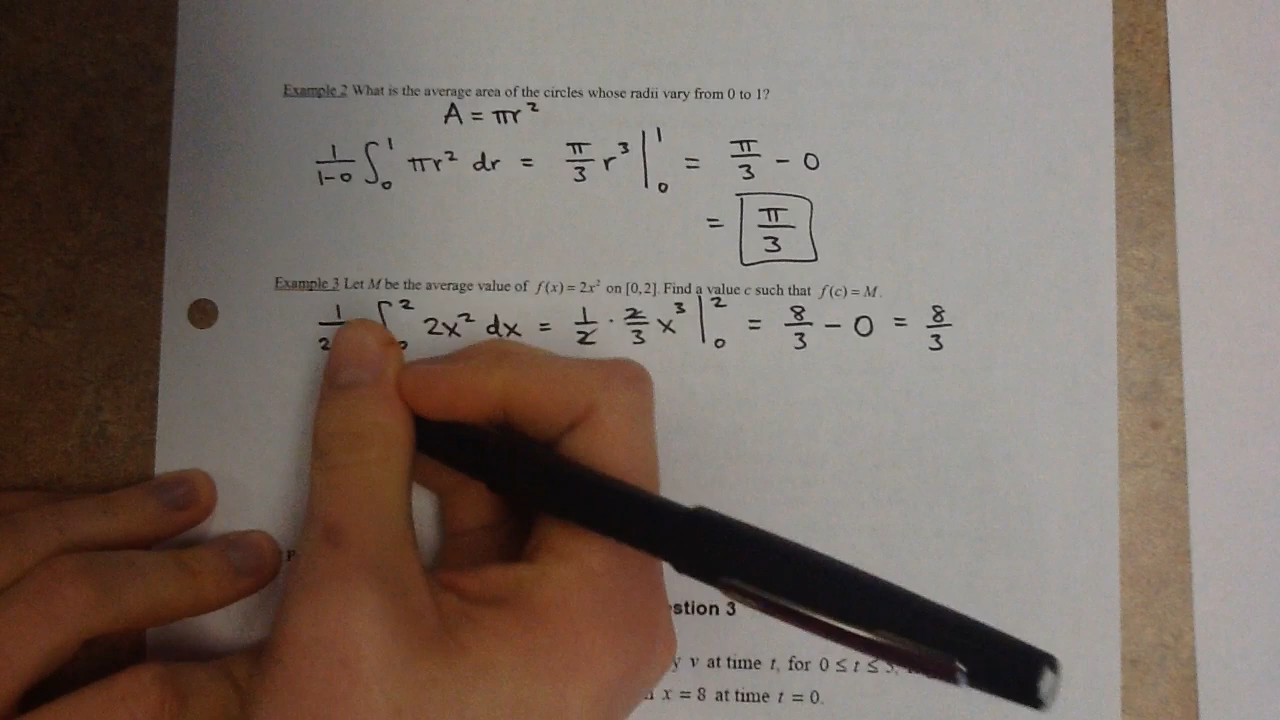 Example 2 What is the average area of the circles whose radii vary from 0 to 1?
A = πr²
1/(1-0) ∫₀¹ πr² dr = π/3 r³ |₀¹ = π/3 - 0
= π/3
Example 3 Let M be the average value of f(x) = 2x² on [0, 2]. Find a value c such that f(c) = M.
∫₀² 2x² dx = 1/2 · 2/3 x³ |₀² = 8/3 - 0 = 8/3
stion 3
v at time t, for 0 ≤ t ≤
x = 8 at time t = 0.